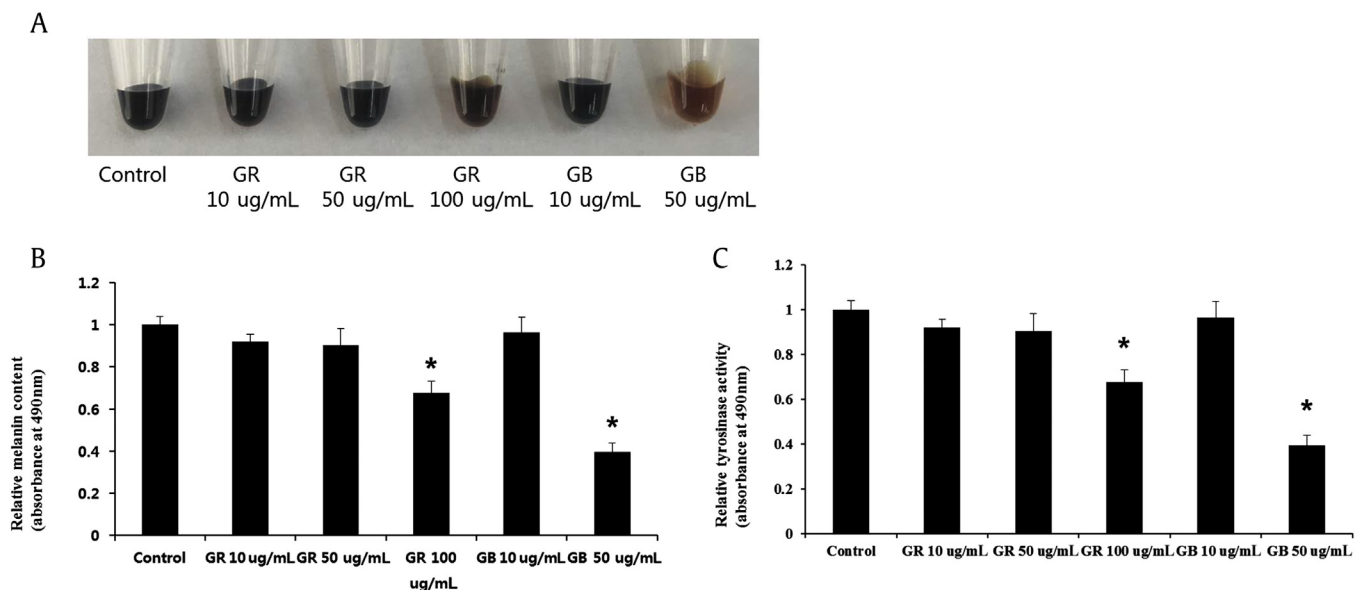 A
Control
GR
10 ug/mL
GR
50 ug/mL
GR
100 ug/mL
GB
10 ug/mL
GB
50 ug/mL
B
Relative melanin content
(absorbance at 490nm)
1.2
1
0.8
0.6
0.4
0.2
0
*
*
Control
GR 10 ug/mL
GR 50 ug/mL
GR 100
ug/mL
GB 10 ug/mL
GB 50 ug/mL
C
Relative tyrosinase activity
(absorbance at 490nm)
1.2
1
0.8
0.6
0.4
0.2
0
*
*
Control
GR 10 ug/mL
GR 50 ug/mL
GR 100 ug/mL
GB 10 ug/mL
GB 50 ug/mL